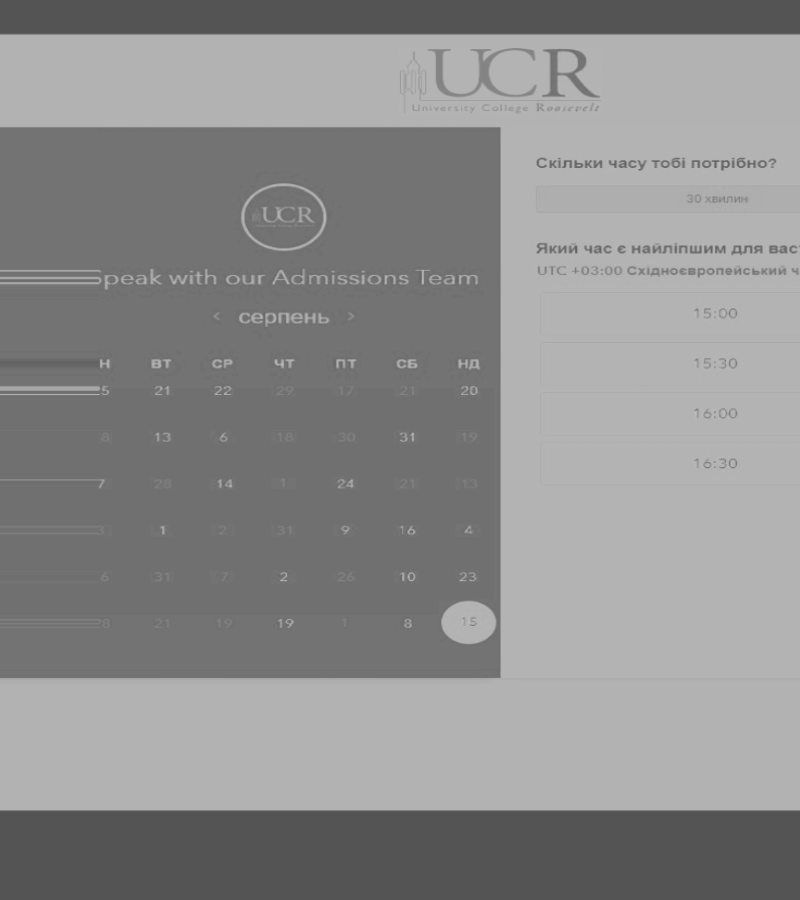 UCR
University College Roosevelt
UCR
peak with our Admissions Team
‹ серпень ›
Н ВТ СР ЧТ ПТ СБ НД
5 21 22 29 17 21 20
8 13 6 18 30 31 19
7 28 14 1 24 21 13
3 1 2 31 9 16 4
6 31 7 2 26 10 23
8 21 19 19 1 8 15
Скільки часу тобі потрібно?
30 хвилин
Який час є найліпшим для вас
UTC +03:00 Східноєвропейський ч
15:00
15:30
16:00
16:30